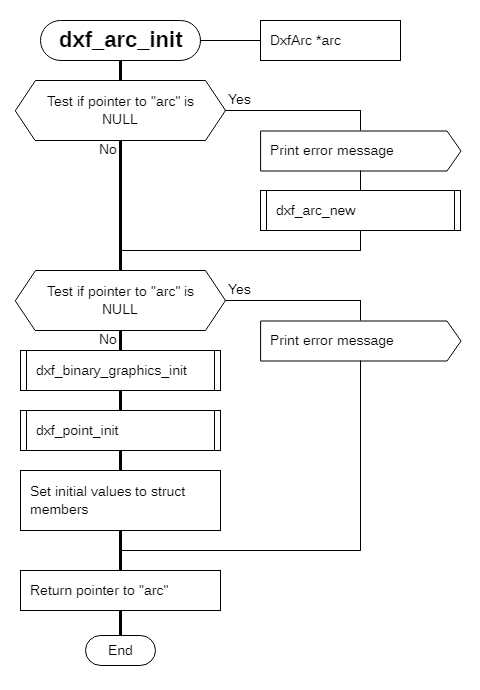 dxf_arc_init
DxfArc *arc
Test if pointer to "arc" is
NULL
Yes
No
Print error message
dxf_arc_new
Test if pointer to "arc" is
NULL
Yes
No
Print error message
dxf_binary_graphics_init
dxf_point_init
Set initial values to struct
members
Return pointer to "arc"
End